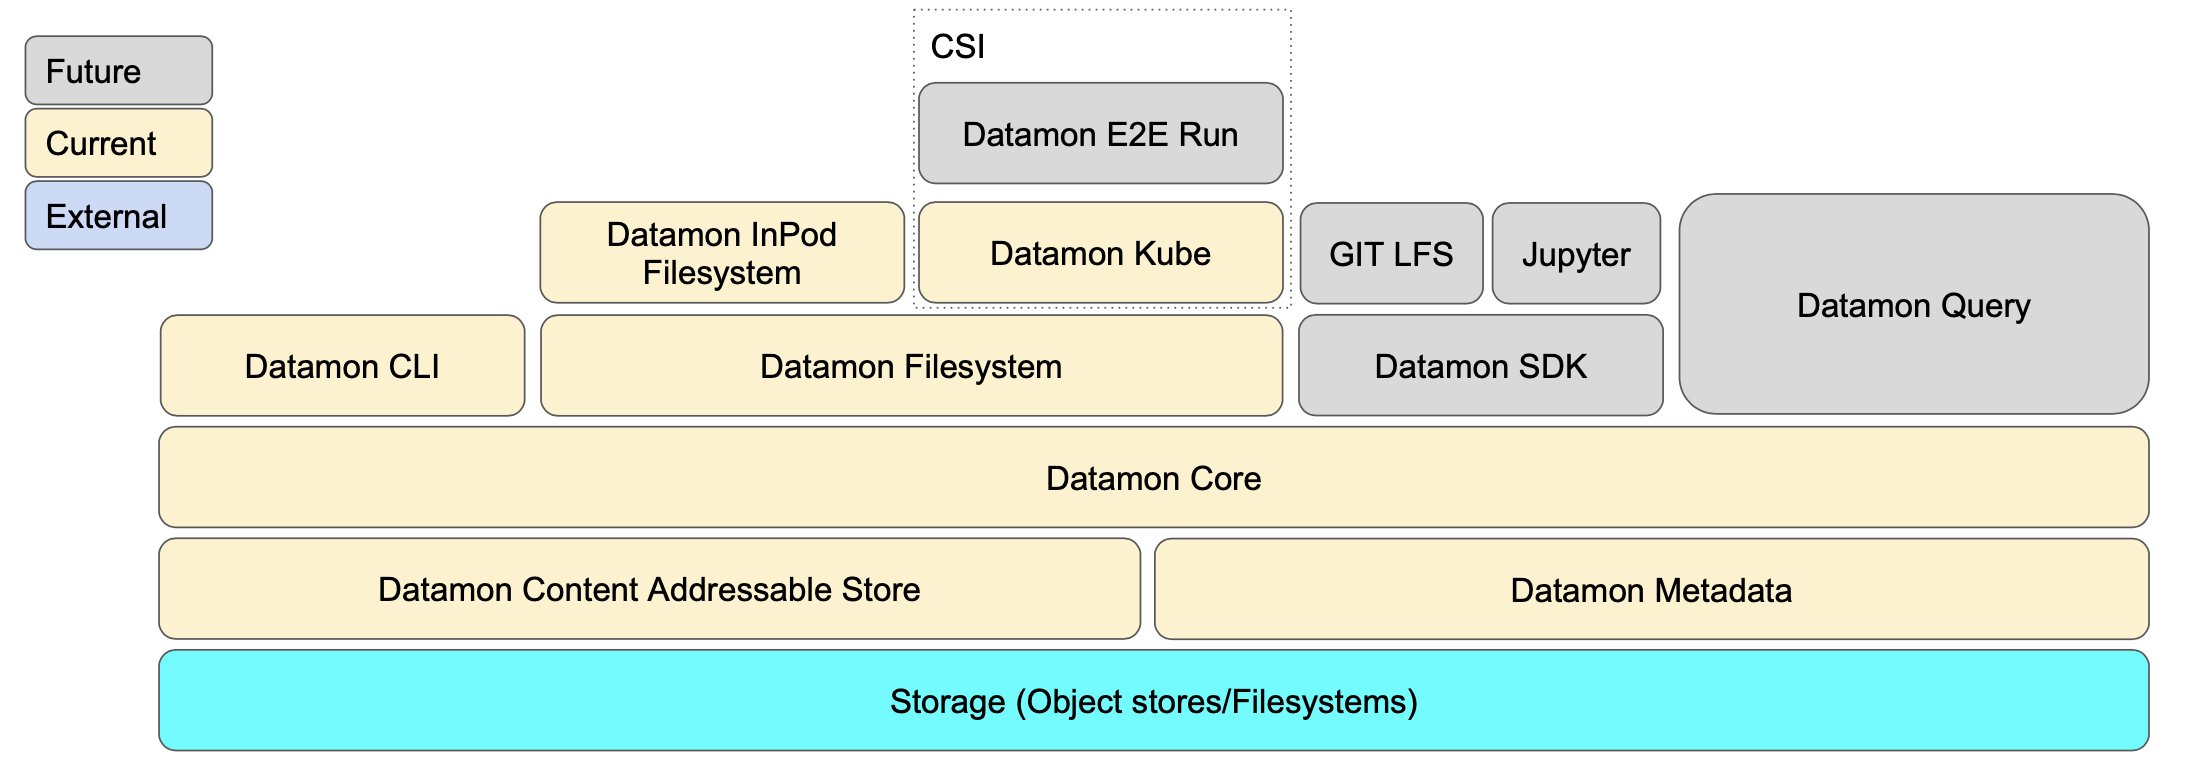 Future
Current
External
CSI
Datamon E2E Run
Datamon InPod
Filesystem
Datamon Kube
GIT LFS
Jupyter
Datamon Query
Datamon CLI
Datamon Filesystem
Datamon SDK
Datamon Core
Datamon Content Addressable Store
Datamon Metadata
Storage (Object stores/Filesystems)